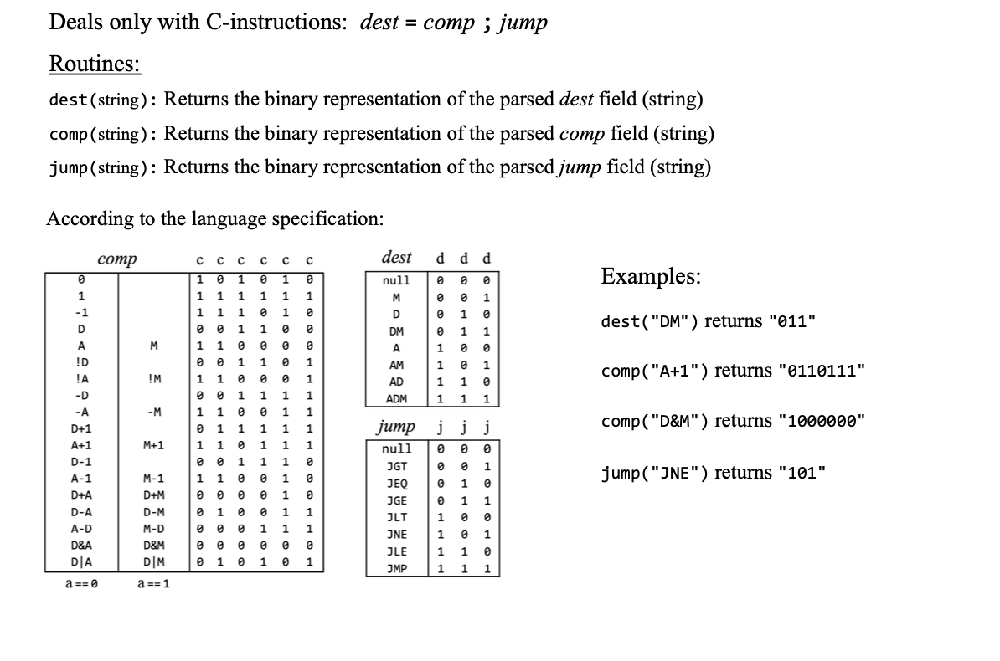 Deals only with C-instructions: dest = comp ; jump
Routines:
dest(string): Returns the binary representation of the parsed dest field (string)
comp(string): Returns the binary representation of the parsed comp field (string)
jump(string): Returns the binary representation of the parsed jump field (string)
According to the language specification:
comp c c c c c c
0 1 0 1 0 1 0
1 1 1 1 1 1 1
-1 1 1 1 0 1 0
D 0 0 1 1 0 0
A M 1 1 0 0 0 0
!D 0 0 1 1 0 1
!A !M 1 1 0 0 0 1
-D 0 0 1 1 1 1
-A -M 1 1 0 0 1 1
D+1 0 1 1 1 1 1
A+1 M+1 1 1 0 1 1 1
D-1 0 0 1 1 1 0
A-1 M-1 1 1 0 0 1 0
D+A D+M 0 0 0 0 1 0
D-A D-M 0 1 0 0 1 1
A-D M-D 0 0 0 1 1 1
D&A D&M 0 0 0 0 0 0
D|A D|M 0 1 0 1 0 1
a==0 a==1
dest d d d
null 0 0 0
M 0 0 1
D 0 1 0
DM 0 1 1
A 1 0 0
AM 1 0 1
AD 1 1 0
ADM 1 1 1
jump j j j
null 0 0 0
JGT 0 0 1
JEQ 0 1 0
JGE 0 1 1
JLT 1 0 0
JNE 1 0 1
JLE 1 1 0
JMP 1 1 1
Examples:
dest("DM") returns "011"
comp("A+1") returns "0110111"
comp("D&M") returns "1000000"
jump("JNE") returns "101"